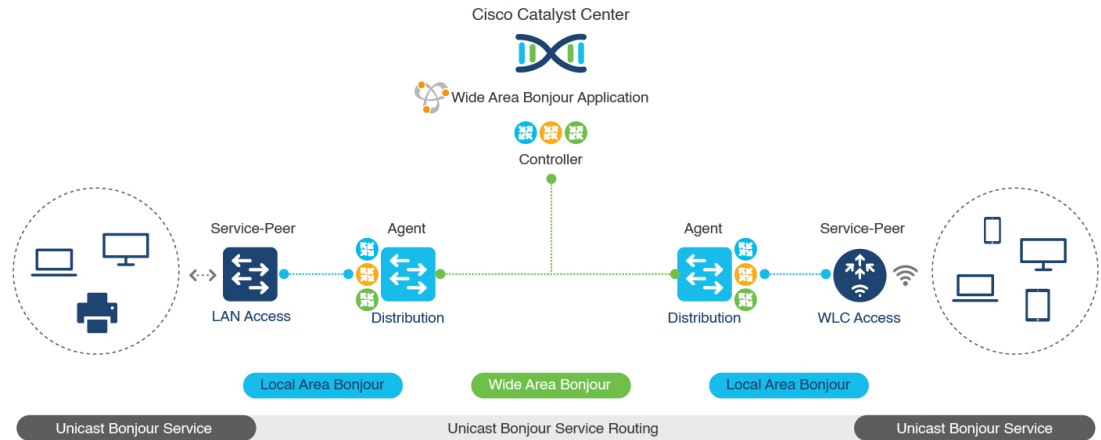 Cisco Catalyst Center
Wide Area Bonjour Application
Controller
Service-Peer
Agent
Agent
Service-Peer
LAN Access
Distribution
Distribution
WLC Access
Local Area Bonjour
Wide Area Bonjour
Local Area Bonjour
Unicast Bonjour Service
Unicast Bonjour Service Routing
Unicast Bonjour Service